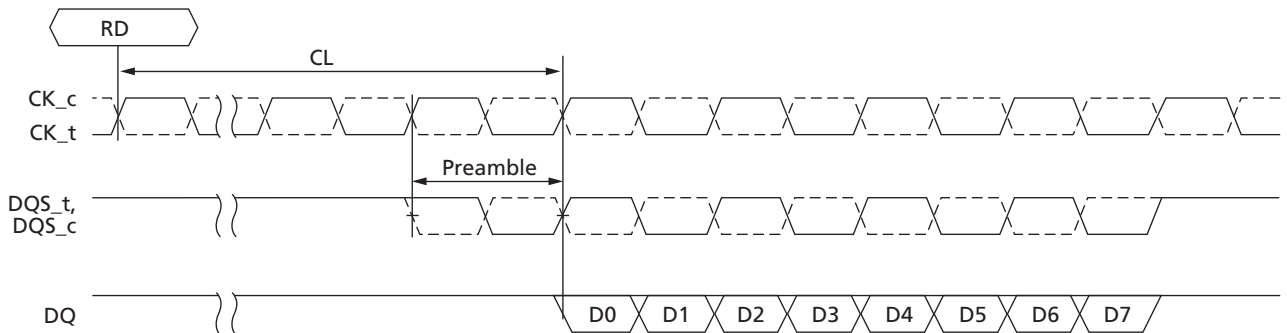 RD
CL
CK_c
CK_t
Preamble
DQS_t,
DQS_c
DQ D0 D1 D2 D3 D4 D5 D6 D7